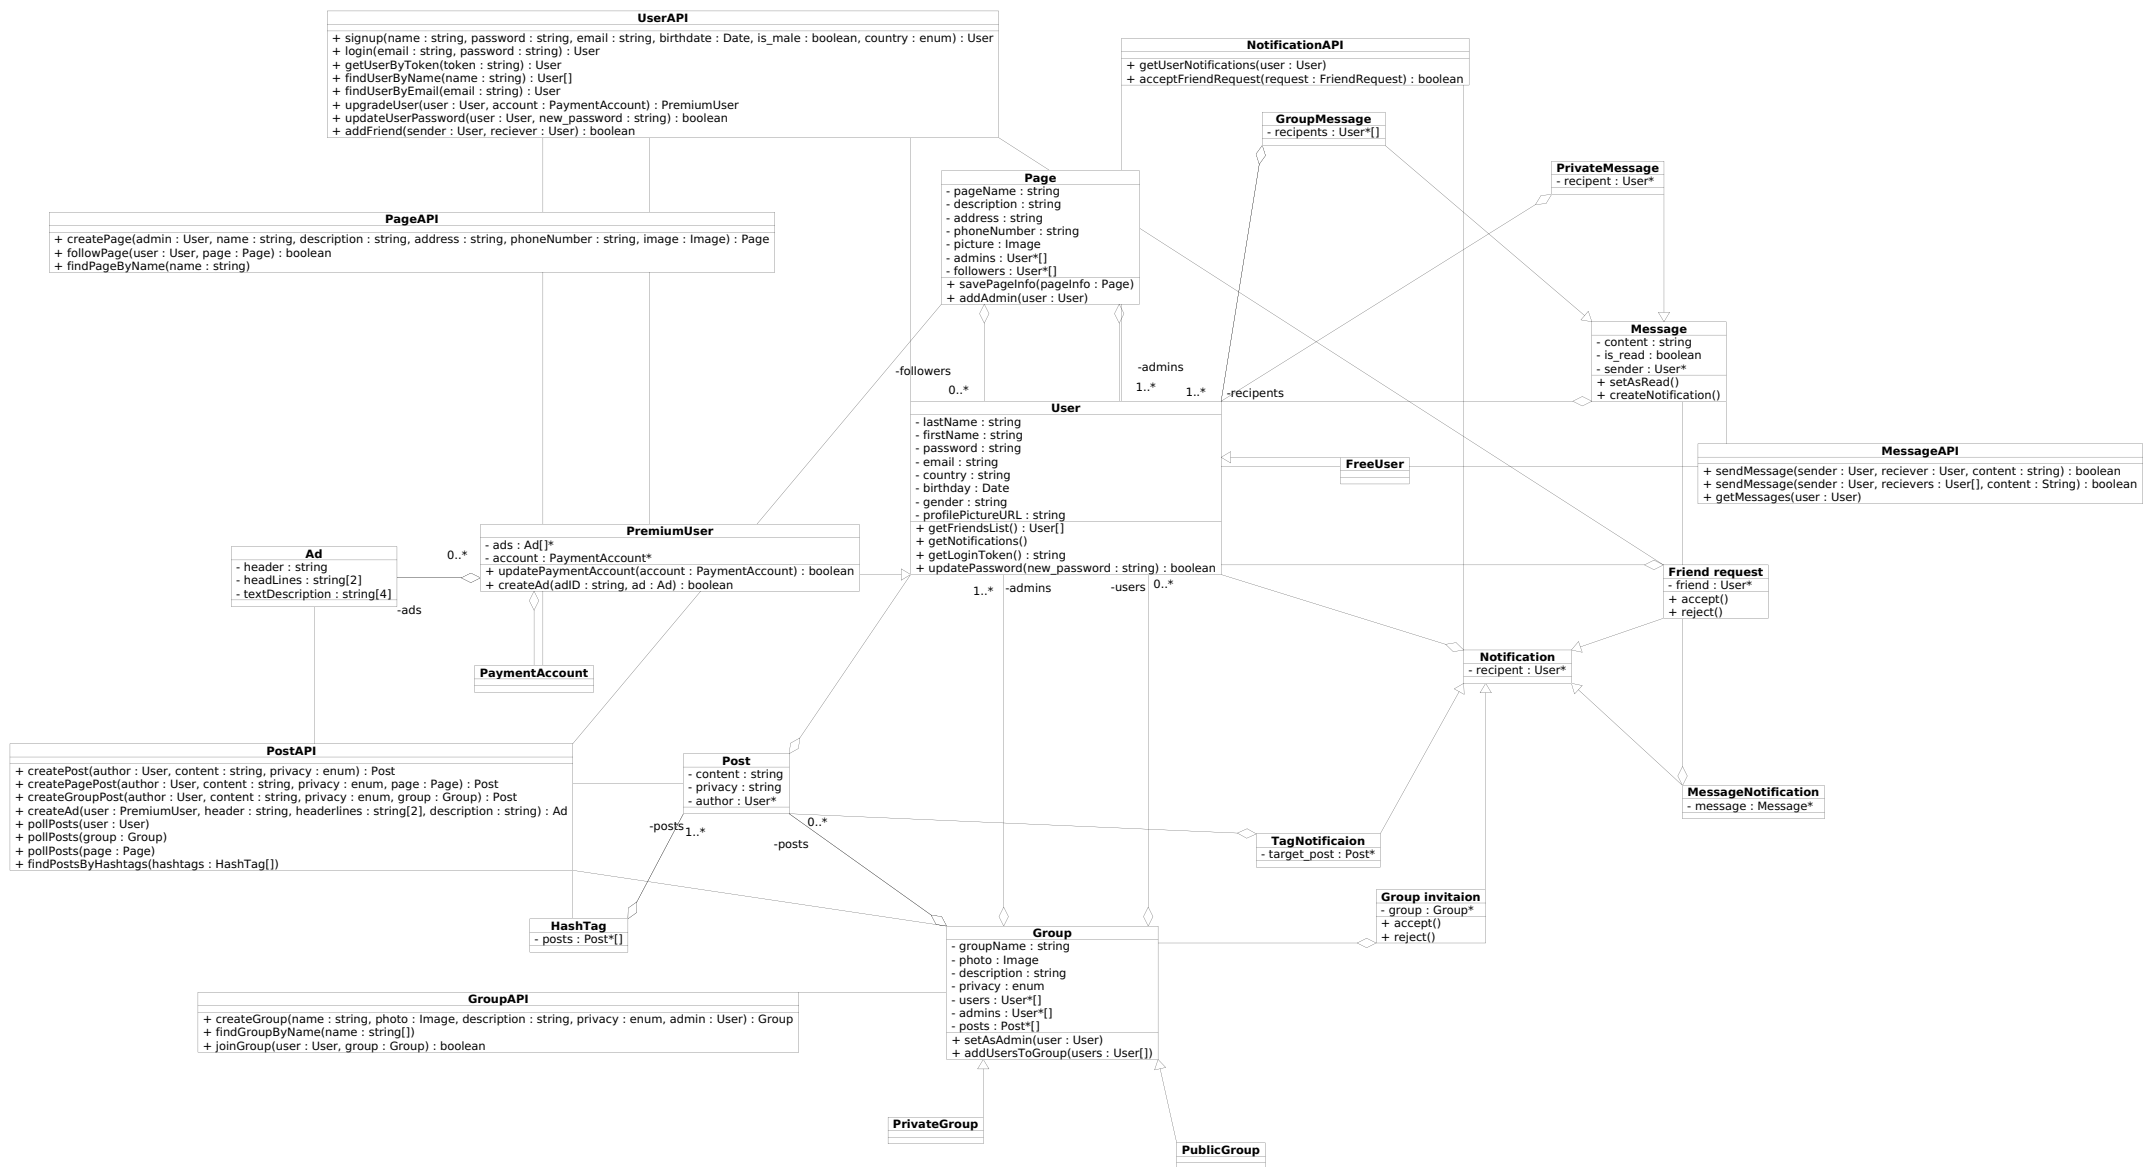 UserAPI
+ signup(name : string, password : string, email : string, birthdate : Date, is_male : boolean, country : enum) : User
+ login(email : string, password : string) : User
+ getUserByToken(token : string) : User
+ findUserByName(name : string) : User[]
+ findUserByEmail(email : string) : User
+ upgradeUser(user : User, account : PaymentAccount) : PremiumUser
+ updateUserPassword(user : User, new_password : string) : boolean
+ addFriend(sender : User, reciever : User) : boolean
NotificationAPI
+ getUserNotifications(user : User)
+ acceptFriendRequest(request : FriendRequest) : boolean
GroupMessage
- recipents : User*[]
PrivateMessage
- recipent : User*
Page
- pageName : string
- description : string
- address : string
- phoneNumber : string
- picture : Image
- admins : User*[]
- followers : User*[]
+ savePageInfo(pageInfo : Page)
+ addAdmin(user : User)
PageAPI
+ createPage(admin : User, name : string, description : string, address : string, phoneNumber : string, image : Image) : Page
+ followPage(user : User, page : Page) : boolean
+ findPageByName(name : string)
Message
- content : string
- is_read : boolean
- sender : User*
+ setAsRead()
+ createNotification()
-followers
0..*
-admins
1..*
1..*
-recipents
User
- lastName : string
- firstName : string
- password : string
- email : string
- country : string
- birthday : Date
- gender : string
- profilePictureURL : string
+ getFriendsList() : User[]
+ getNotifications()
+ getLoginToken() : string
+ updatePassword(new_password : string) : boolean
FreeUser
MessageAPI
+ sendMessage(sender : User, reciever : User, content : string) : boolean
+ sendMessage(sender : User, recievers : User[], content : String) : boolean
+ getMessages(user : User)
PremiumUser
- ads : Ad[]*
- account : PaymentAccount*
+ updatePaymentAccount(account : PaymentAccount) : boolean
+ createAd(adID : string, ad : Ad) : boolean
Ad
- header : string
- headLines : string[2]
- textDescription : string[4]
0..*
-ads
Friend request
- friend : User*
+ accept()
+ reject()
1..*
-admins
-users
0..*
PaymentAccount
Notification
- recipent : User*
PostAPI
+ createPost(author : User, content : string, privacy : enum) : Post
+ createPagePost(author : User, content : string, privacy : enum, page : Page) : Post
+ createGroupPost(author : User, content : string, privacy : enum, group : Group) : Post
+ createAd(user : PremiumUser, header : string, headerlines : string[2], description : string) : Ad
+ pollPosts(user : User)
+ pollPosts(group : Group)
+ pollPosts(page : Page)
+ findPostsByHashtags(hashtags : HashTag[])
Post
- content : string
- privacy : string
- author : User*
-posts
1..*
0..*
-posts
MessageNotification
- message : Message*
TagNotificaion
- target_post : Post*
Group invitaion
- group : Group*
+ accept()
+ reject()
HashTag
- posts : Post*[]
Group
- groupName : string
- photo : Image
- description : string
- privacy : enum
- users : User*[]
- admins : User*[]
- posts : Post*[]
+ setAsAdmin(user : User)
+ addUsersToGroup(users : User[])
GroupAPI
+ createGroup(name : string, photo : Image, description : string, privacy : enum, admin : User) : Group
+ findGroupByName(name : string[])
+ joinGroup(user : User, group : Group) : boolean
PrivateGroup
PublicGroup